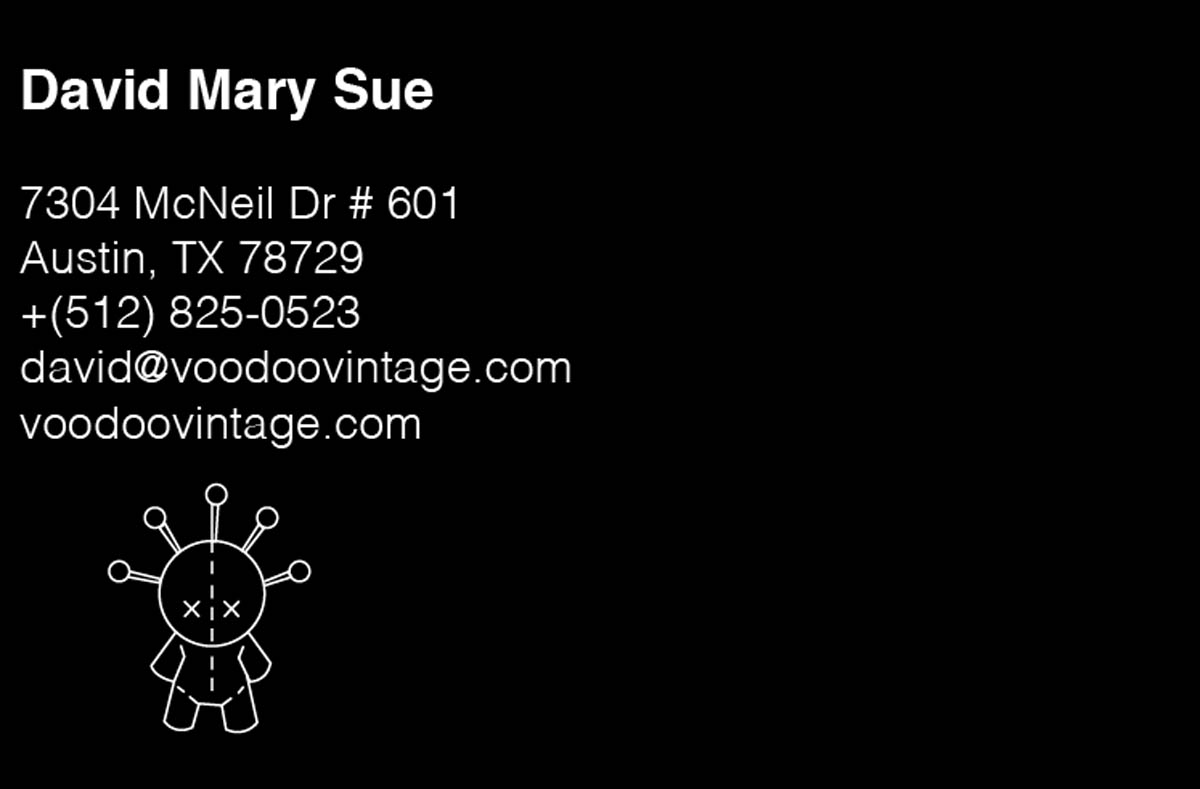 David Mary Sue
7304 McNeil Dr # 601
Austin, TX 78729
+(512) 825-0523
david@voodoovintage.com
voodoovintage.com